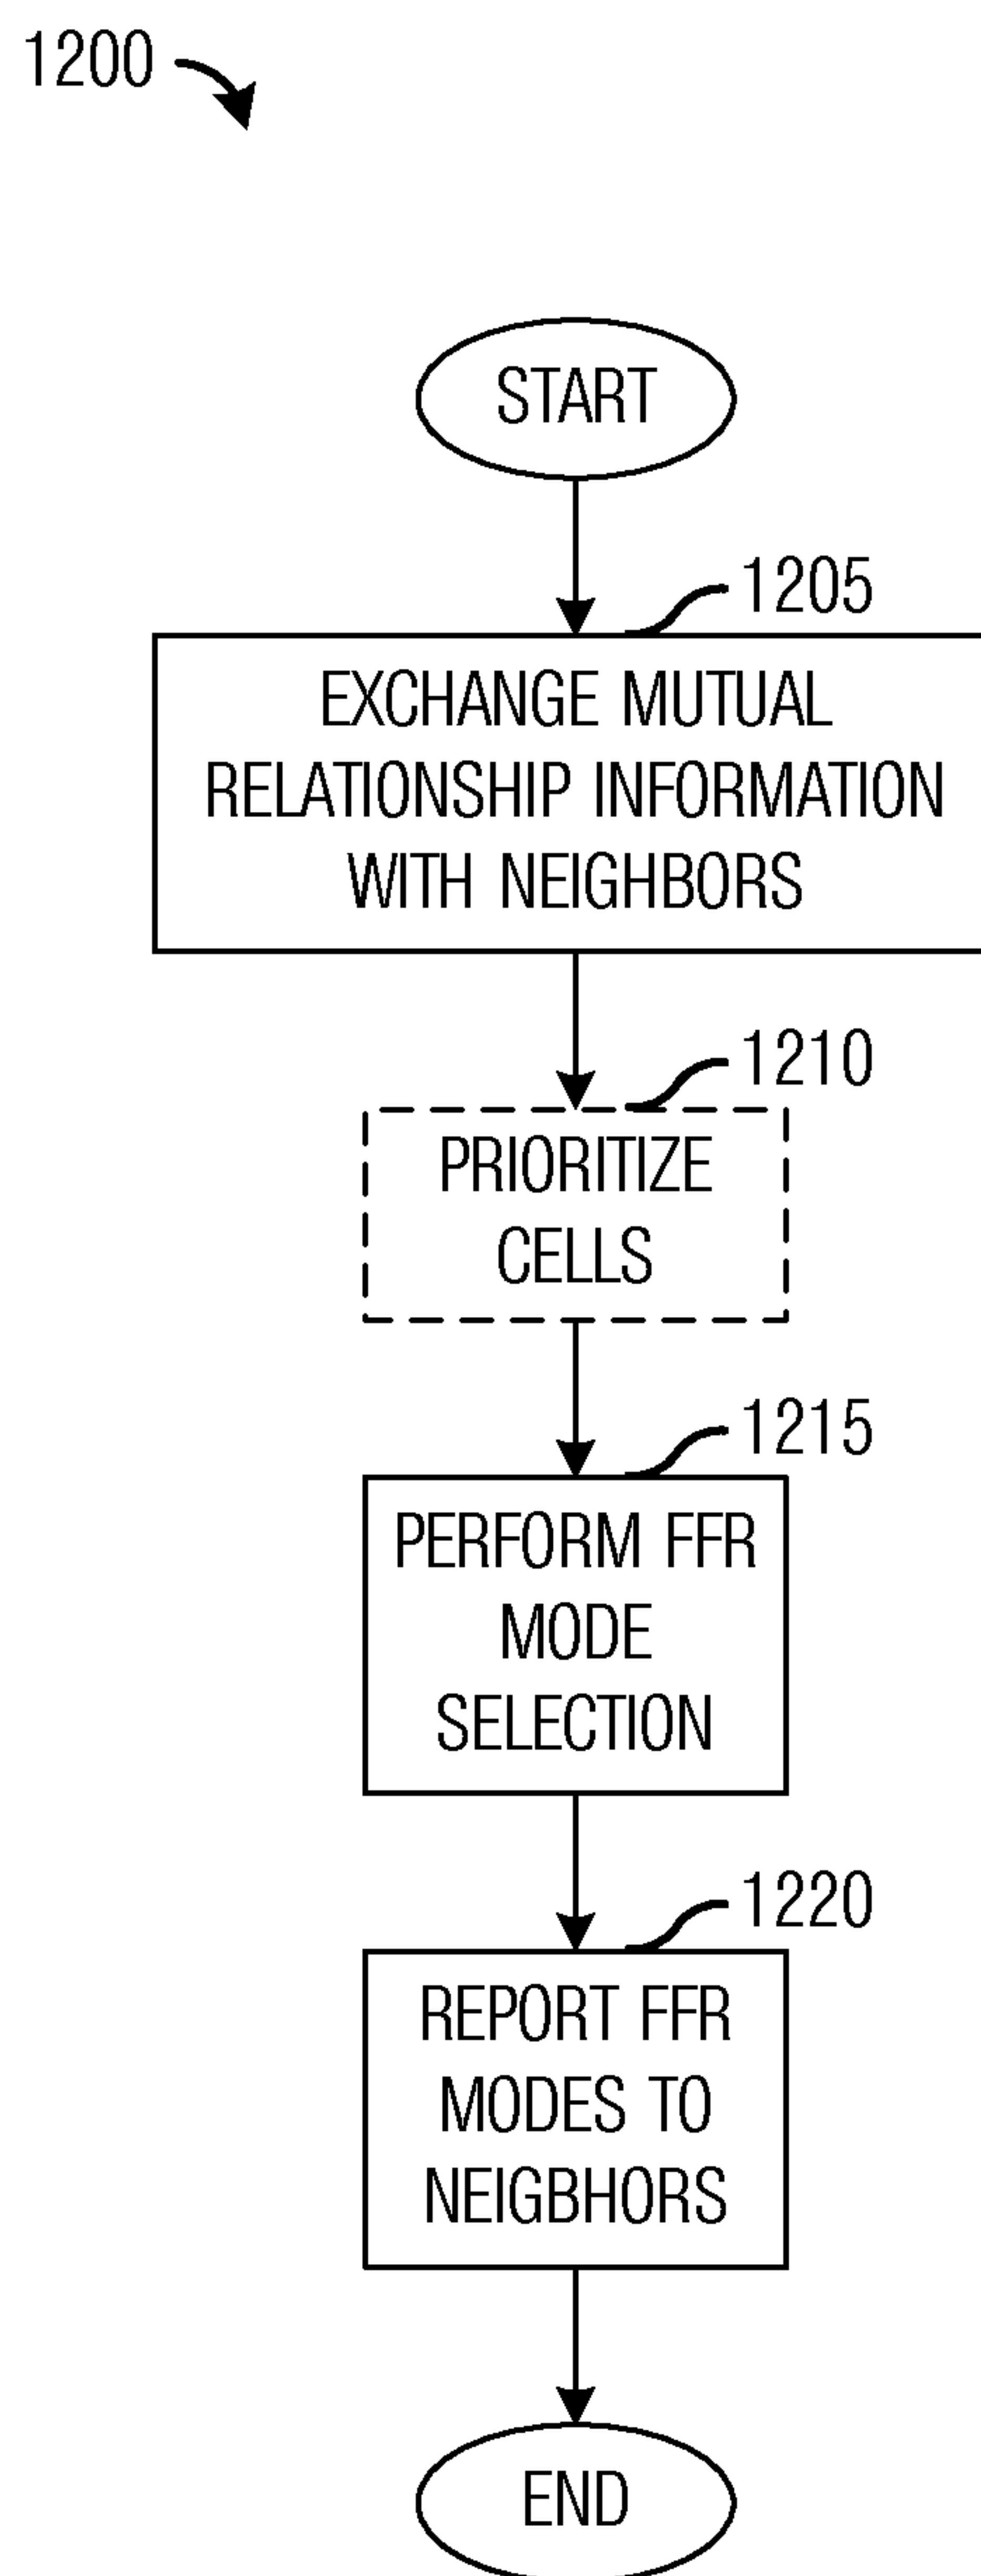 1200
START
1205
EXCHANGE MUTUAL
RELATIONSHIP INFORMATION
WITH NEIGHBORS
1210
PRIORITIZE
CELLS
1215
PERFORM FFR
MODE
SELECTION
1220
REPORT FFR
MODES TO
NEIGBHORS
END